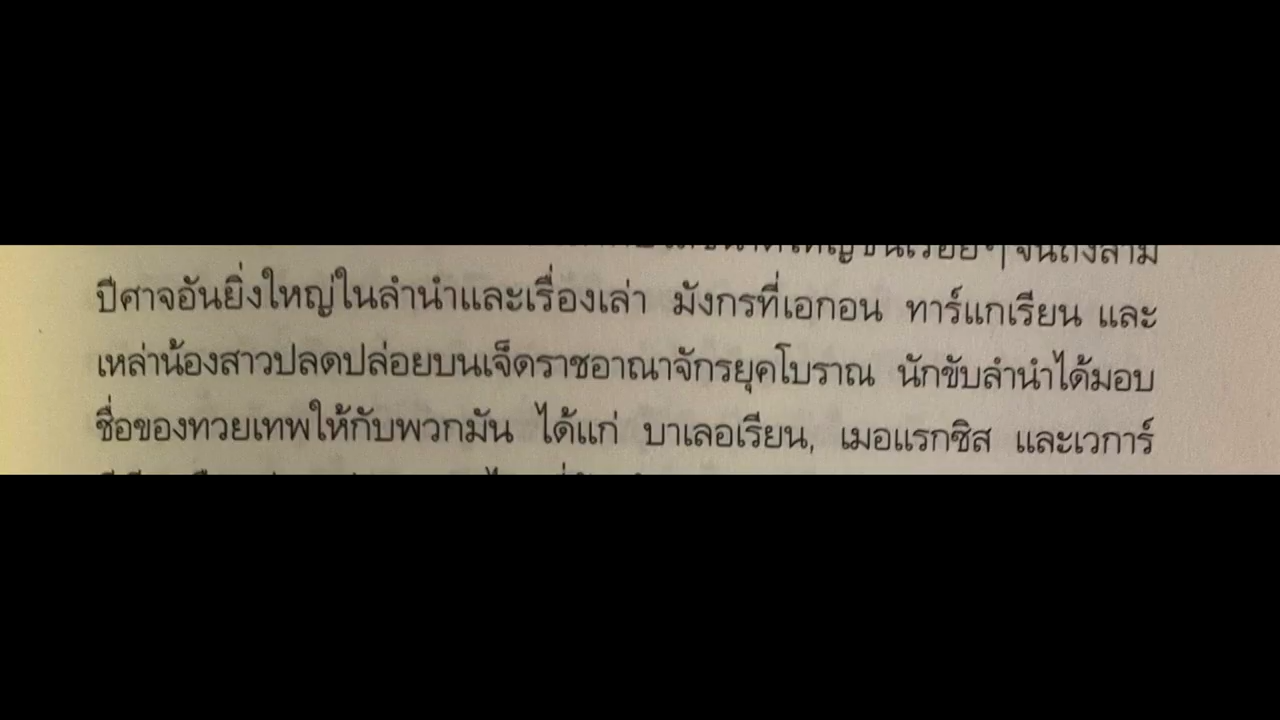 ปีศาจอันยิ่งใหญ่ในลำนำและเรื่องเล่า มังกรที่เอกอน ทาร์แกเรียน และ
เหล่าน้องสาวปลดปล่อยบนเจ็ดราชอาณาจักรยุคโบราณ นักขับลำนำได้มอบ
ชื่อของทวยเทพให้กับพวกมัน ได้แก่ บาเลอเรียน, เมอแรกซิส และเวการ์